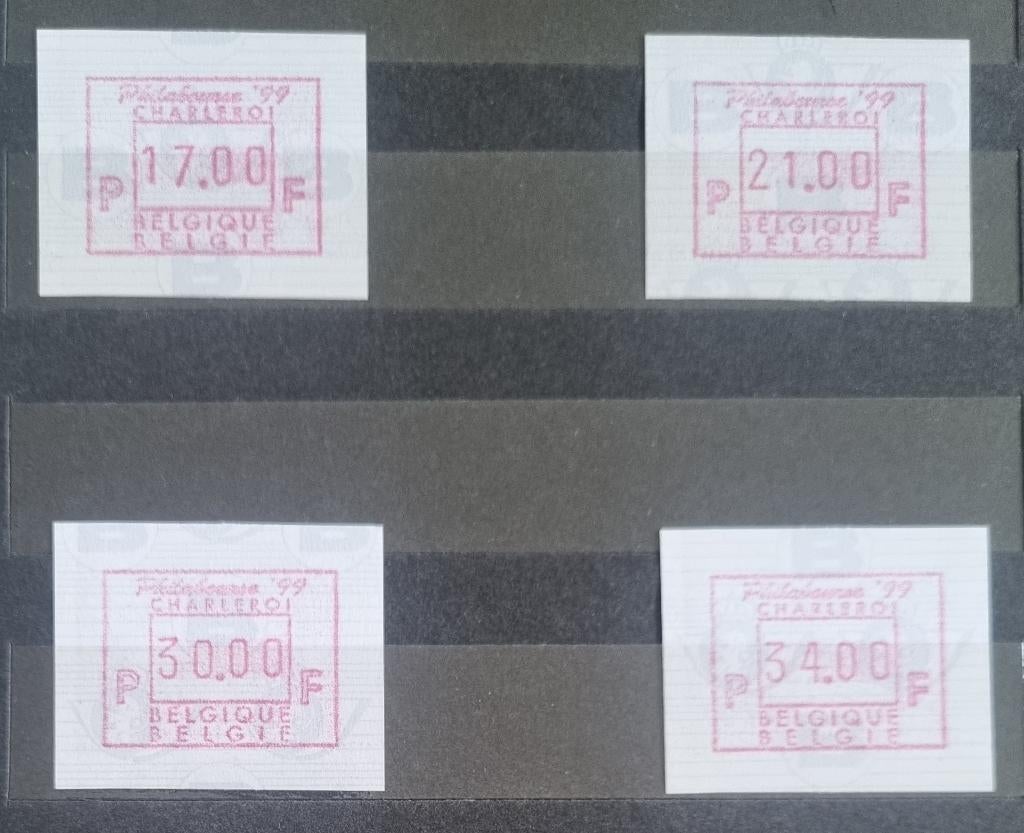 Philabourse '99
CHARLEROI
17.00
P F
BELGIQUE
BELGIE
Philabourse '99
CHARLEROI
21.00
P F
BELGIQUE
BELGIE
Philabourse '99
CHARLEROI
30.00
P F
BELGIQUE
BELGIE
Philabourse '99
CHARLEROI
34.00
P F
BELGIQUE
BELGIE